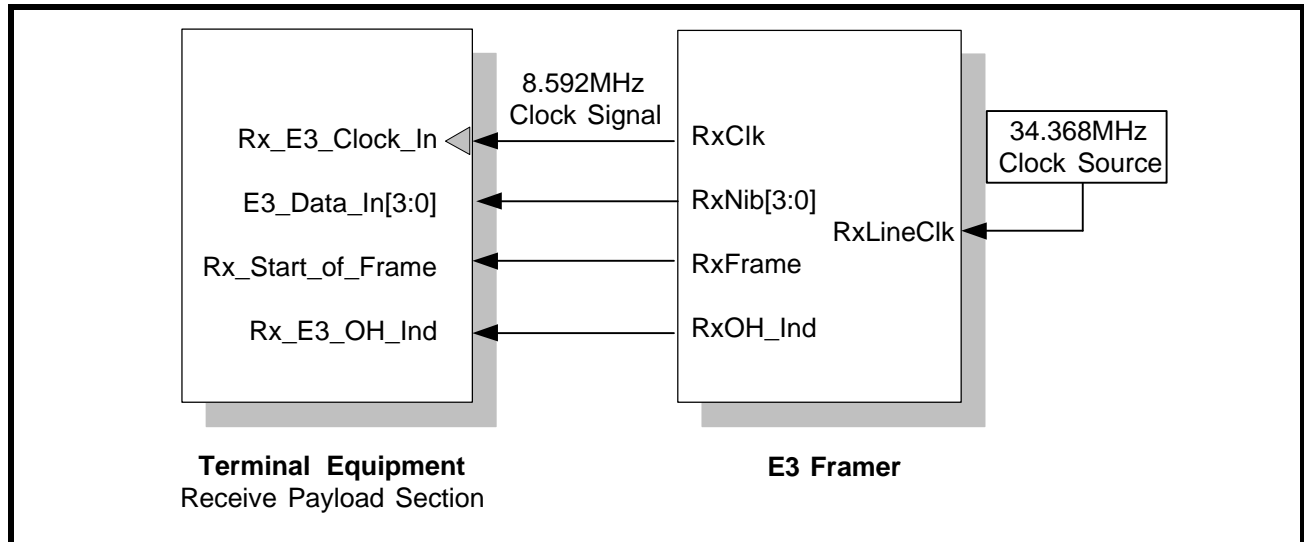 8.592MHz
Clock Signal
Rx_E3_Clock_In
E3_Data_In[3:0]
Rx_Start_of_Frame
Rx_E3_OH_Ind
RxClk
RxNib[3:0]
RxLineClk
RxFrame
RxOH_Ind
34.368MHz
Clock Source
Terminal Equipment
Receive Payload Section
E3 Framer